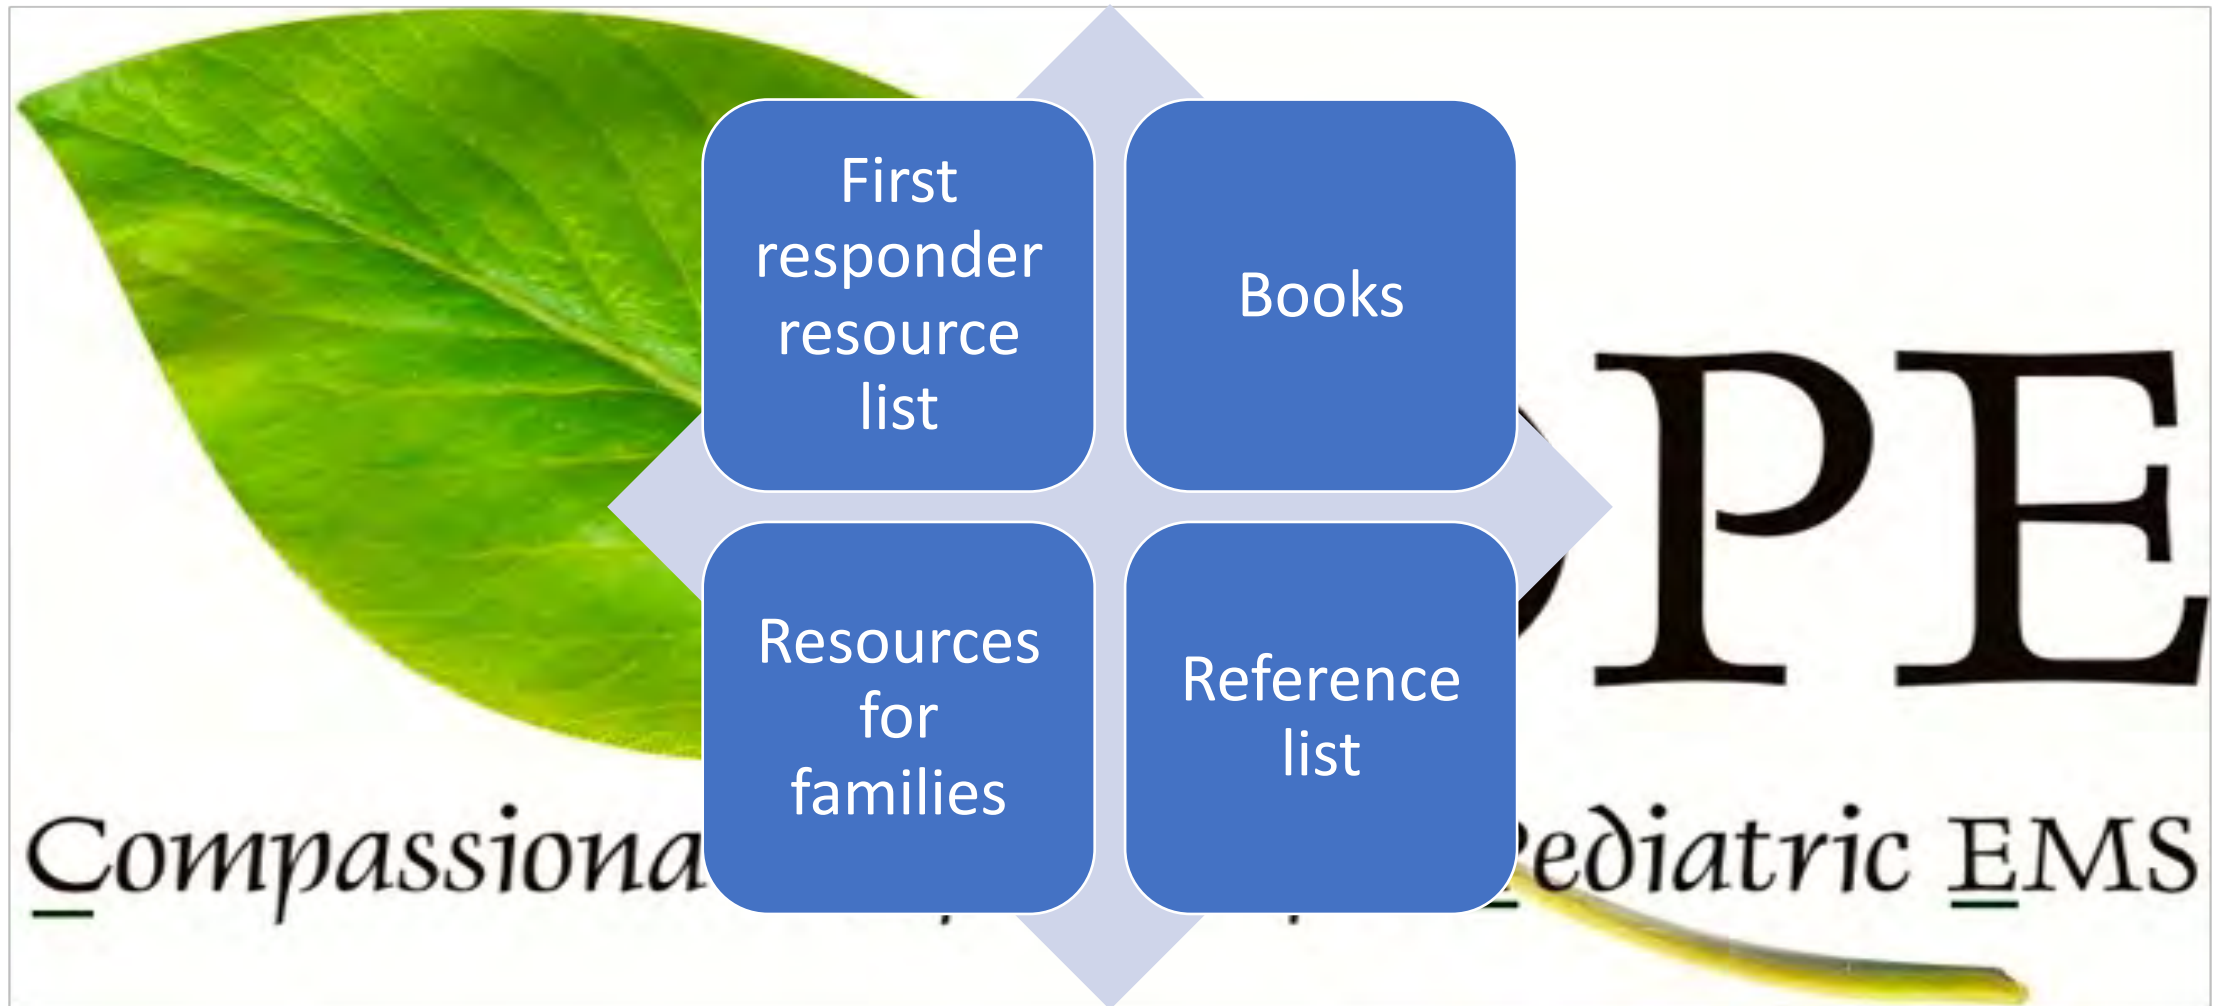 First
responder
resource
list
Books
Resources
for
families
Reference
list
PE
Compassiona
ediatric EMS